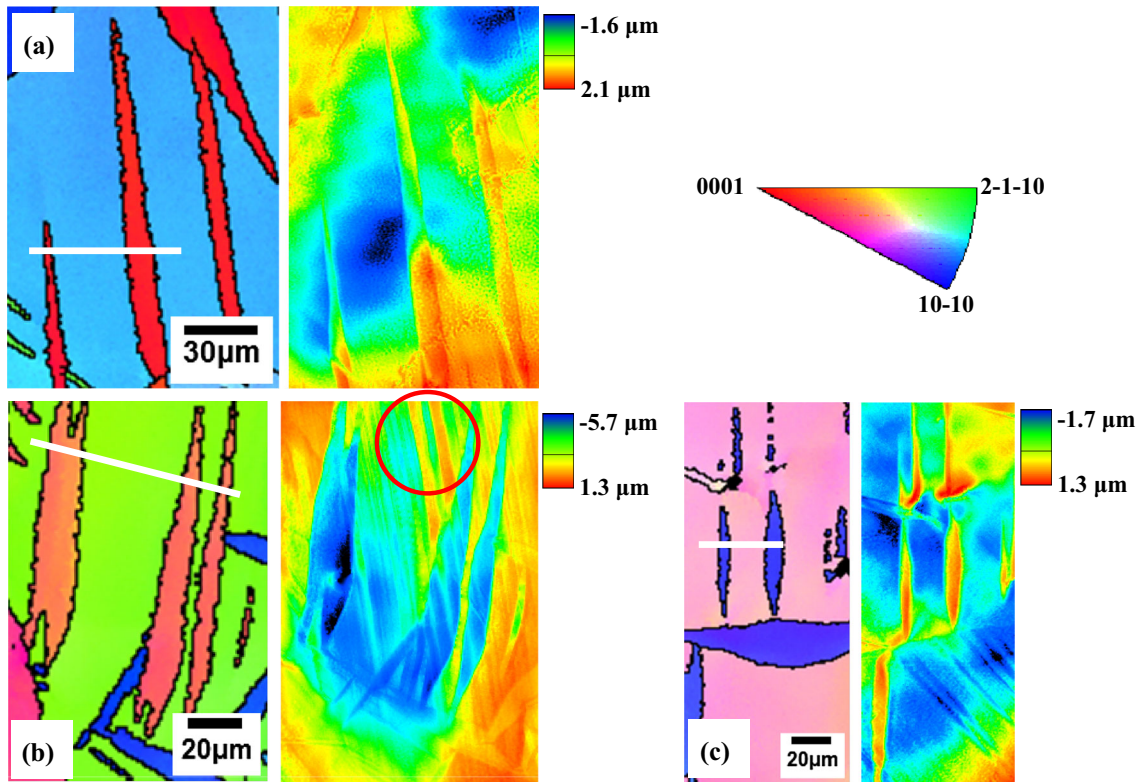 (a)
30µm
-1.6 µm
2.1 µm
0001
2-1-10
10-10
(b)
20µm
-5.7 µm
1.3 µm
(c)
20µm
-1.7 µm
1.3 µm